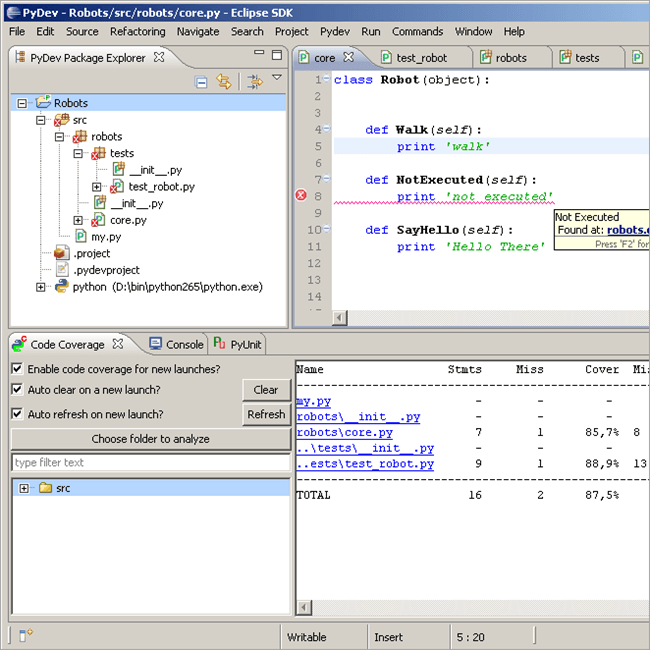 PyDev - Robots/src/robots/core.py - Eclipse SDK
File Edit Source Refactoring Navigate Search Project Pydev Run Commands Window Help
PyDev Package Explorer
Robots
src
robots
tests
__init__.py
test_robot.py
__init__.py
core.py
my.py
.project
.pydevproject
python (D:\bin\python265\python.exe)
core test_robot robots tests
1 class Robot(object):
2
3
4 def Walk(self):
5 print 'walk'
6
7 def NotExecuted(self):
8 print 'not executed'
9
10 def SayHello(self):
11 print 'Hello There'
12
13
14
Not Executed
Found at: robots.
Press 'F2' for
Code Coverage Console PyUnit
Enable code coverage for new launches?
Auto clear on a new launch? Clear
Auto refresh on new launch? Refresh
Choose folder to analyze
type filter text
src
Name Stmts Miss Cover Mis
----------------------------------------------
my.py - - -
robots\__init__.py - - -
robots\core.py 7 1 85,7% 8
..\tests\__init__.py - - -
..ests\test_robot.py 9 1 88,9% 13
----------------------------------------------
TOTAL 16 2 87,5%
Writable Insert 5 : 20